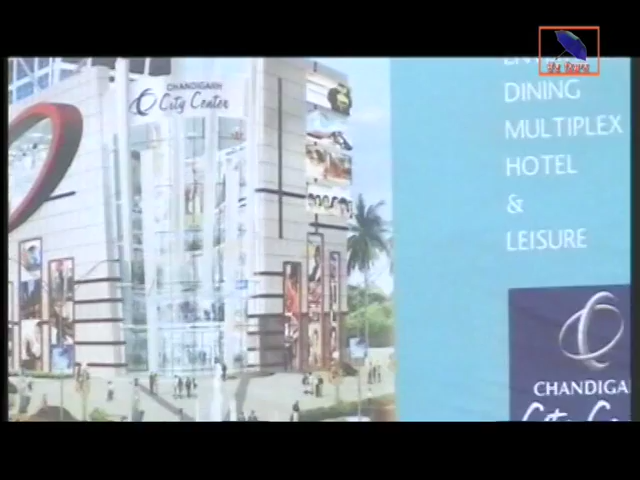 CHANDIGARH
City Center
DINING
MULTIPLEX
HOTEL
&
LEISURE
CHANDIGA